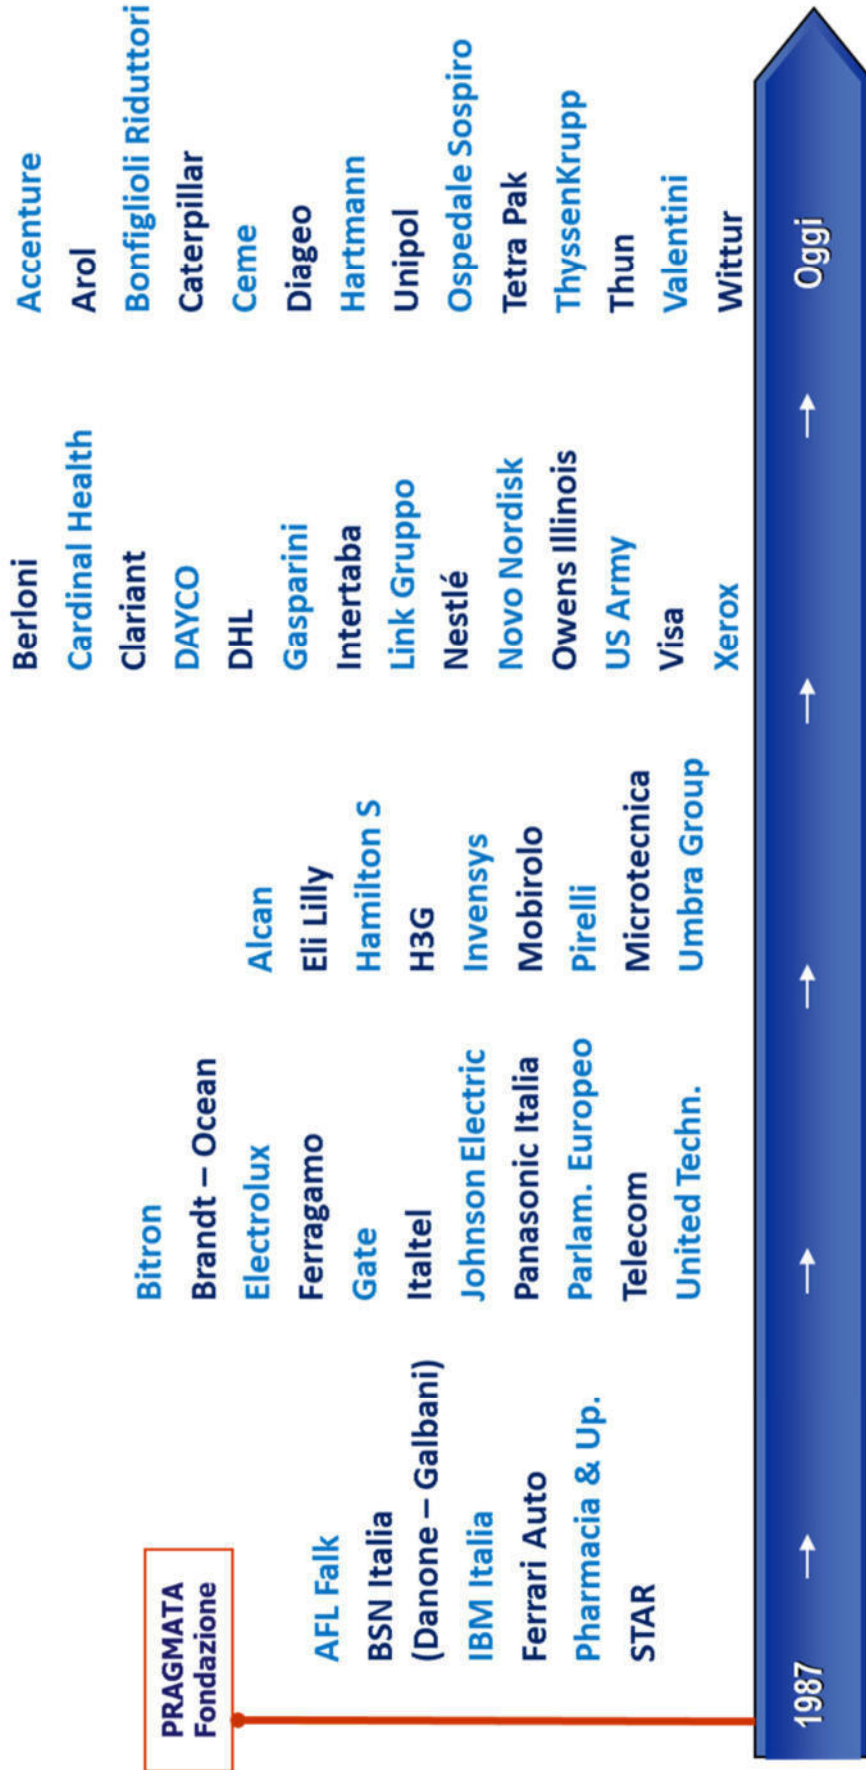 PRAGMATA
Fondazione
AFL Falk
BSN Italia
(Danone – Galbani)
IBM Italia
Ferrari Auto
Pharmacia & Up.
STAR
Bitron
Brandt – Ocean
Electrolux
Ferragamo
Gate
Italtel
Johnson Electric
Panasonic Italia
Parlam. Europeo
Telecom
United Techn.
Alcan
Eli Lilly
Hamilton S
H3G
Invensys
Mobirolo
Pirelli
Microtecnica
Umbra Group
Berloni
Cardinal Health
Clariant
DAYCO
DHL
Gasparini
Intertaba
Link Gruppo
Nestlé
Novo Nordisk
Owens Illinois
US Army
Visa
Xerox
Accenture
Arol
Bonfiglioli Riduttori
Caterpillar
Ceme
Diageo
Hartmann
Unipol
Ospedale Sospiro
Tetra Pak
ThyssenKrupp
Thun
Valentini
Wittur
1987
Oggi